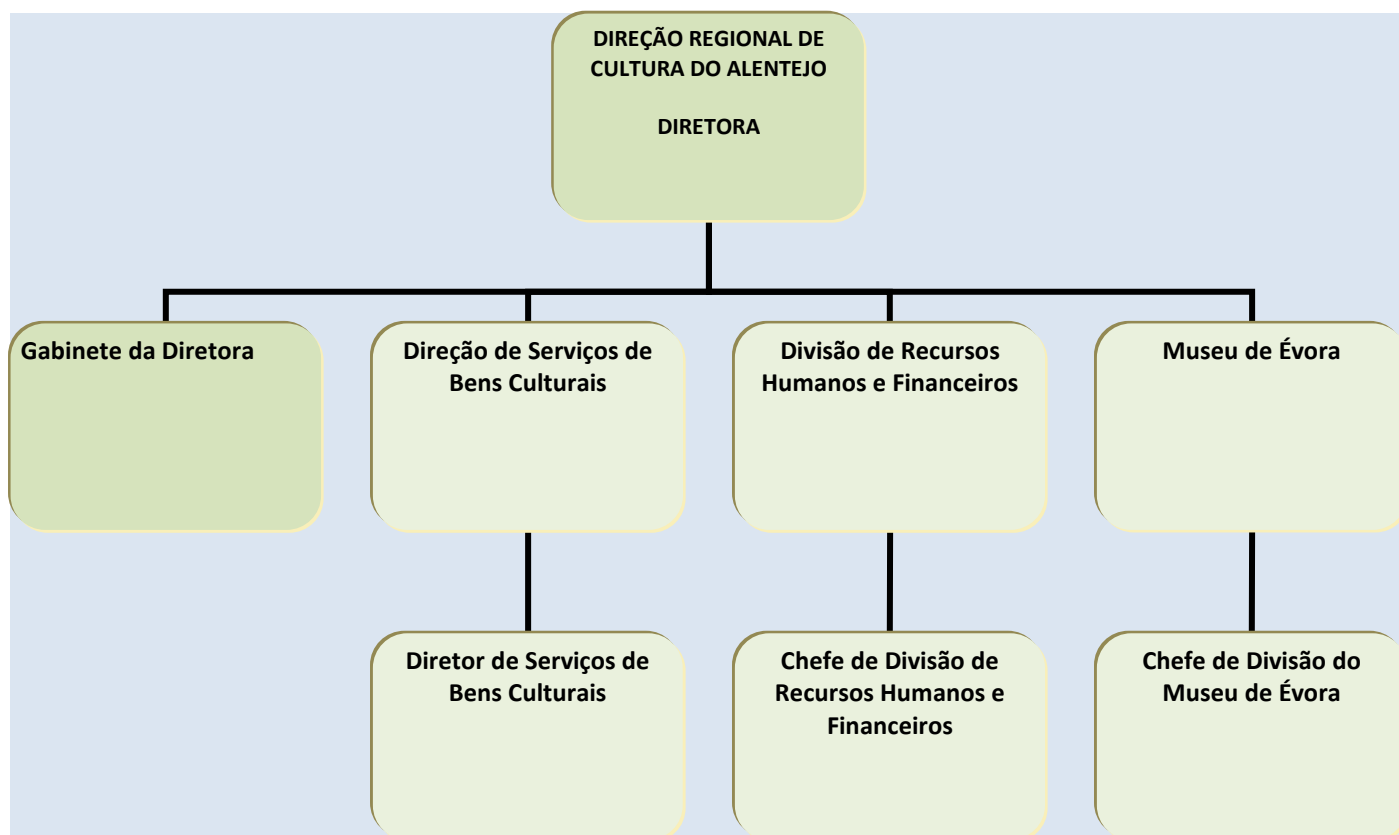 DIREÇÃO REGIONAL DE
CULTURA DO ALENTEJO
DIRETORA
Gabinete da Diretora
Direção de Serviços de
Bens Culturais
Divisão de Recursos
Humanos e Financeiros
Museu de Évora
Diretor de Serviços de
Bens Culturais
Chefe de Divisão de
Recursos Humanos e
Financeiros
Chefe de Divisão do
Museu de Évora